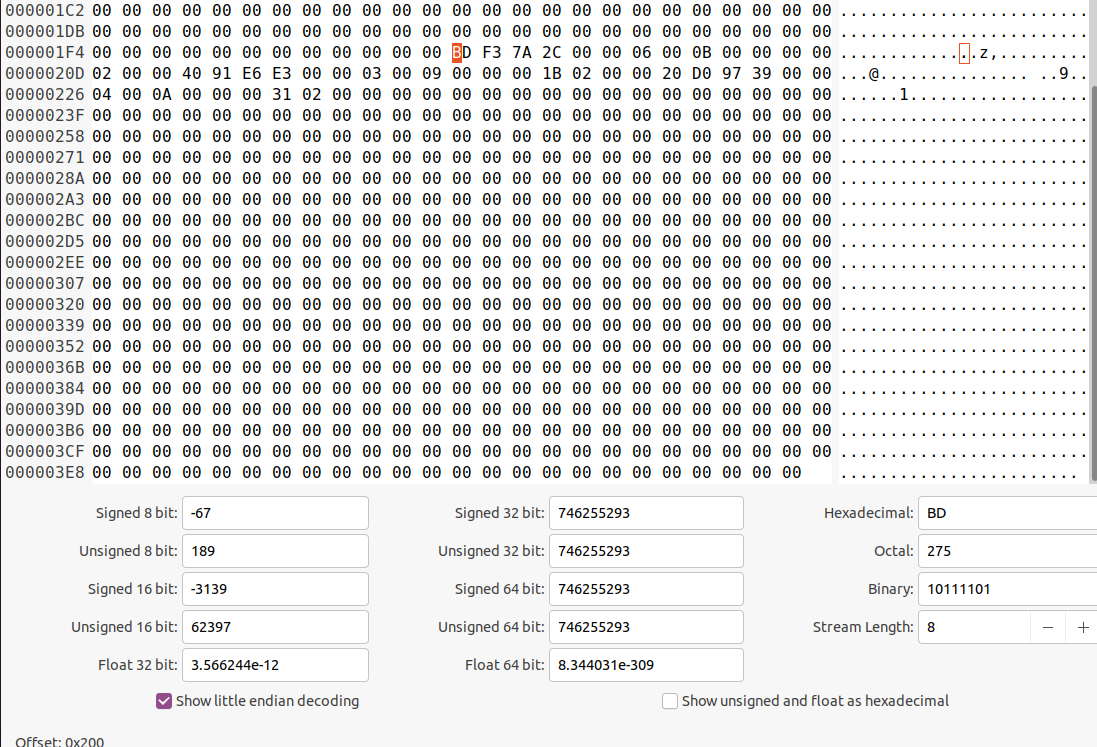 000001C2 00 00 00 00 00 00 00 00 00 00 00 00 00 00 00 00 00 00 00 00 00 00 00 00 00 .........................
000001DB 00 00 00 00 00 00 00 00 00 00 00 00 00 00 00 00 00 00 00 00 00 00 00 00 00 .........................
000001F4 00 00 00 00 00 00 00 00 00 00 00 00 BD F3 7A 2C 00 00 06 00 0B 00 00 00 00 ..............z,.........
0000020D 02 00 00 40 91 E6 E3 00 00 03 00 09 00 00 00 1B 02 00 00 20 D0 97 39 00 00 ...@............... ..9..
00000226 04 00 0A 00 00 00 31 02 00 00 00 00 00 00 00 00 00 00 00 00 00 00 00 00 00 ......1..................
0000023F 00 00 00 00 00 00 00 00 00 00 00 00 00 00 00 00 00 00 00 00 00 00 00 00 00 .........................
00000258 00 00 00 00 00 00 00 00 00 00 00 00 00 00 00 00 00 00 00 00 00 00 00 00 00 .........................
00000271 00 00 00 00 00 00 00 00 00 00 00 00 00 00 00 00 00 00 00 00 00 00 00 00 00 .........................
0000028A 00 00 00 00 00 00 00 00 00 00 00 00 00 00 00 00 00 00 00 00 00 00 00 00 00 .........................
000002A3 00 00 00 00 00 00 00 00 00 00 00 00 00 00 00 00 00 00 00 00 00 00 00 00 00 .........................
000002BC 00 00 00 00 00 00 00 00 00 00 00 00 00 00 00 00 00 00 00 00 00 00 00 00 00 .........................
000002D5 00 00 00 00 00 00 00 00 00 00 00 00 00 00 00 00 00 00 00 00 00 00 00 00 00 .........................
000002EE 00 00 00 00 00 00 00 00 00 00 00 00 00 00 00 00 00 00 00 00 00 00 00 00 00 .........................
00000307 00 00 00 00 00 00 00 00 00 00 00 00 00 00 00 00 00 00 00 00 00 00 00 00 00 .........................
00000320 00 00 00 00 00 00 00 00 00 00 00 00 00 00 00 00 00 00 00 00 00 00 00 00 00 .........................
00000339 00 00 00 00 00 00 00 00 00 00 00 00 00 00 00 00 00 00 00 00 00 00 00 00 00 .........................
00000352 00 00 00 00 00 00 00 00 00 00 00 00 00 00 00 00 00 00 00 00 00 00 00 00 00 .........................
0000036B 00 00 00 00 00 00 00 00 00 00 00 00 00 00 00 00 00 00 00 00 00 00 00 00 00 .........................
00000384 00 00 00 00 00 00 00 00 00 00 00 00 00 00 00 00 00 00 00 00 00 00 00 00 00 .........................
0000039D 00 00 00 00 00 00 00 00 00 00 00 00 00 00 00 00 00 00 00 00 00 00 00 00 00 .........................
000003B6 00 00 00 00 00 00 00 00 00 00 00 00 00 00 00 00 00 00 00 00 00 00 00 00 00 .........................
000003CF 00 00 00 00 00 00 00 00 00 00 00 00 00 00 00 00 00 00 00 00 00 00 00 00 00 .........................
000003E8 00 00 00 00 00 00 00 00 00 00 00 00 00 00 00 00 00 00 00 00 00 00 00 00 ........................
Signed 8 bit: -67 Signed 32 bit: 746255293 Hexadecimal: BD
Unsigned 8 bit: 189 Unsigned 32 bit: 746255293 Octal: 275
Signed 16 bit: -3139 Signed 64 bit: 746255293 Binary: 10111101
Unsigned 16 bit: 62397 Unsigned 64 bit: 746255293 Stream Length: 8 − +
Float 32 bit: 3.566244e-12 Float 64 bit: 8.344031e-309
Show little endian decoding Show unsigned and float as hexadecimal
Offset: 0x200